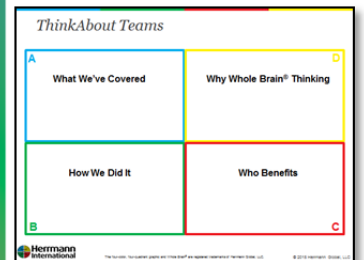 ThinkAbout Teams
A
D
What We've Covered
Why Whole Brain® Thinking
How We Did It
Who Benefits
B
C
Herrmann
International